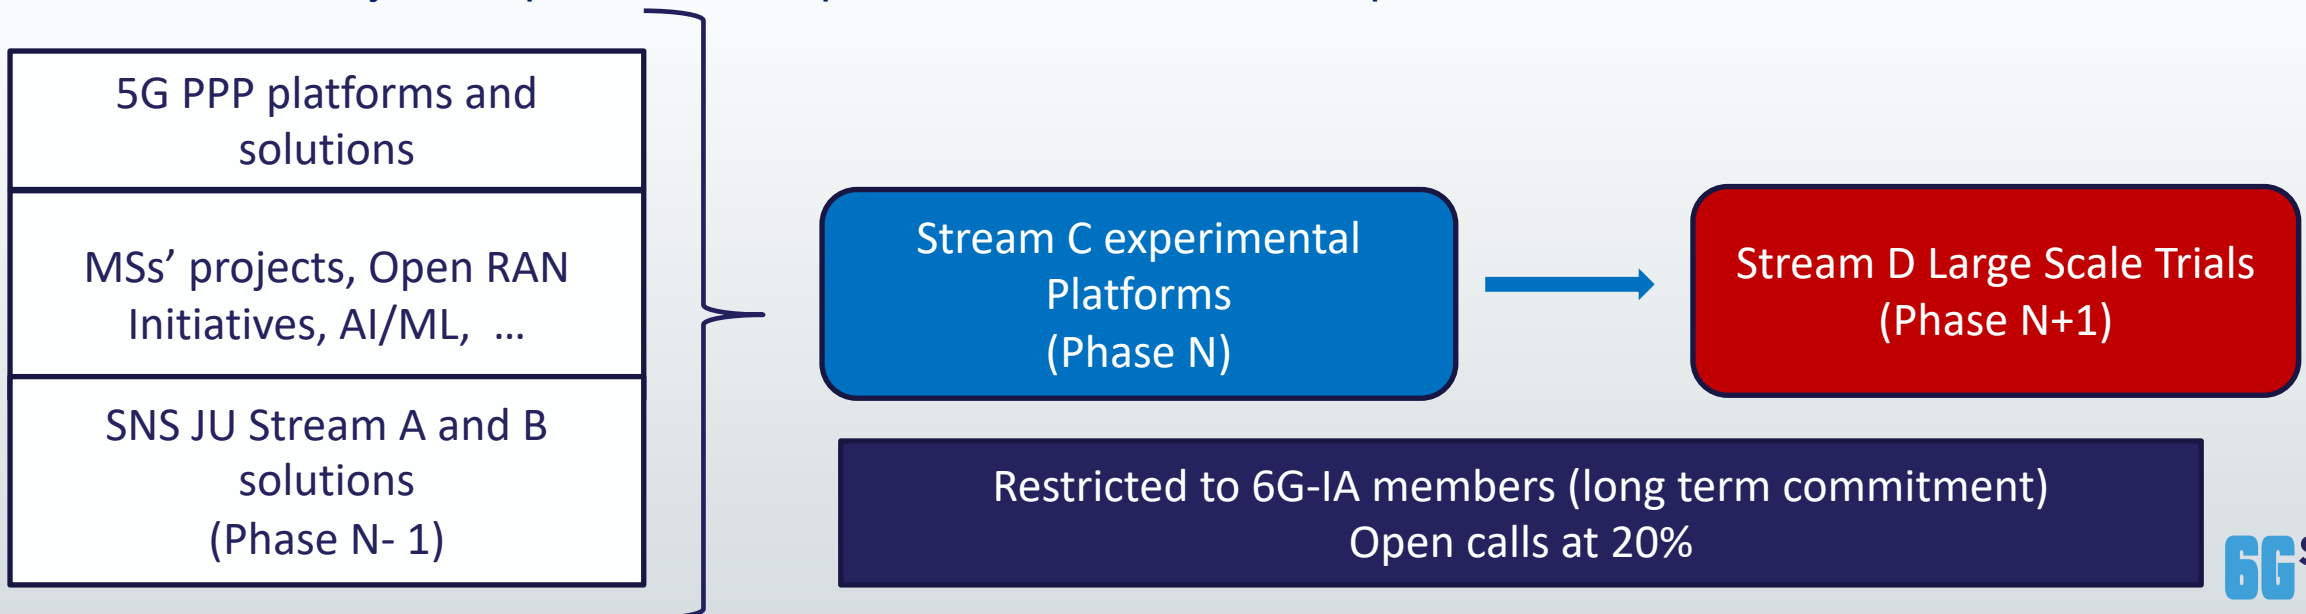 5G PPP platforms and
solutions
MSs’ projects, Open RAN
Initiatives, AI/ML, ...
SNS JU Stream A and B
solutions
(Phase N- 1)
Stream C experimental
Platforms
(Phase N)
Stream D Large Scale Trials
(Phase N+1)
Restricted to 6G-IA members (long term commitment)
Open calls at 20%
6G